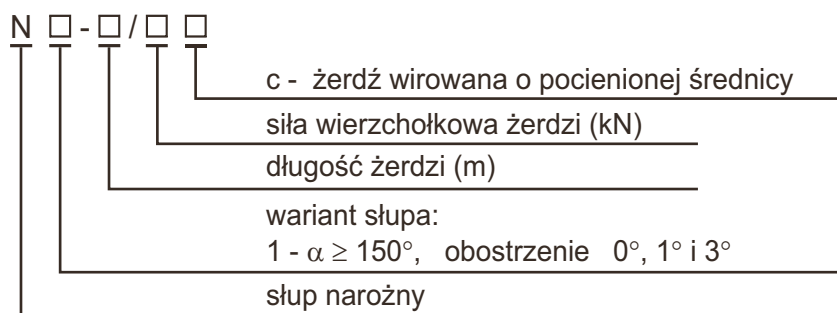 N □ - □ / □ □
c - żerdź wirowana o pocienionej średnicy
siła wierzchołkowa żerdzi (kN)
długość żerdzi (m)
wariant słupa:
1 - α ≥ 150°, obostrzenie 0°, 1° i 3°
słup narożny